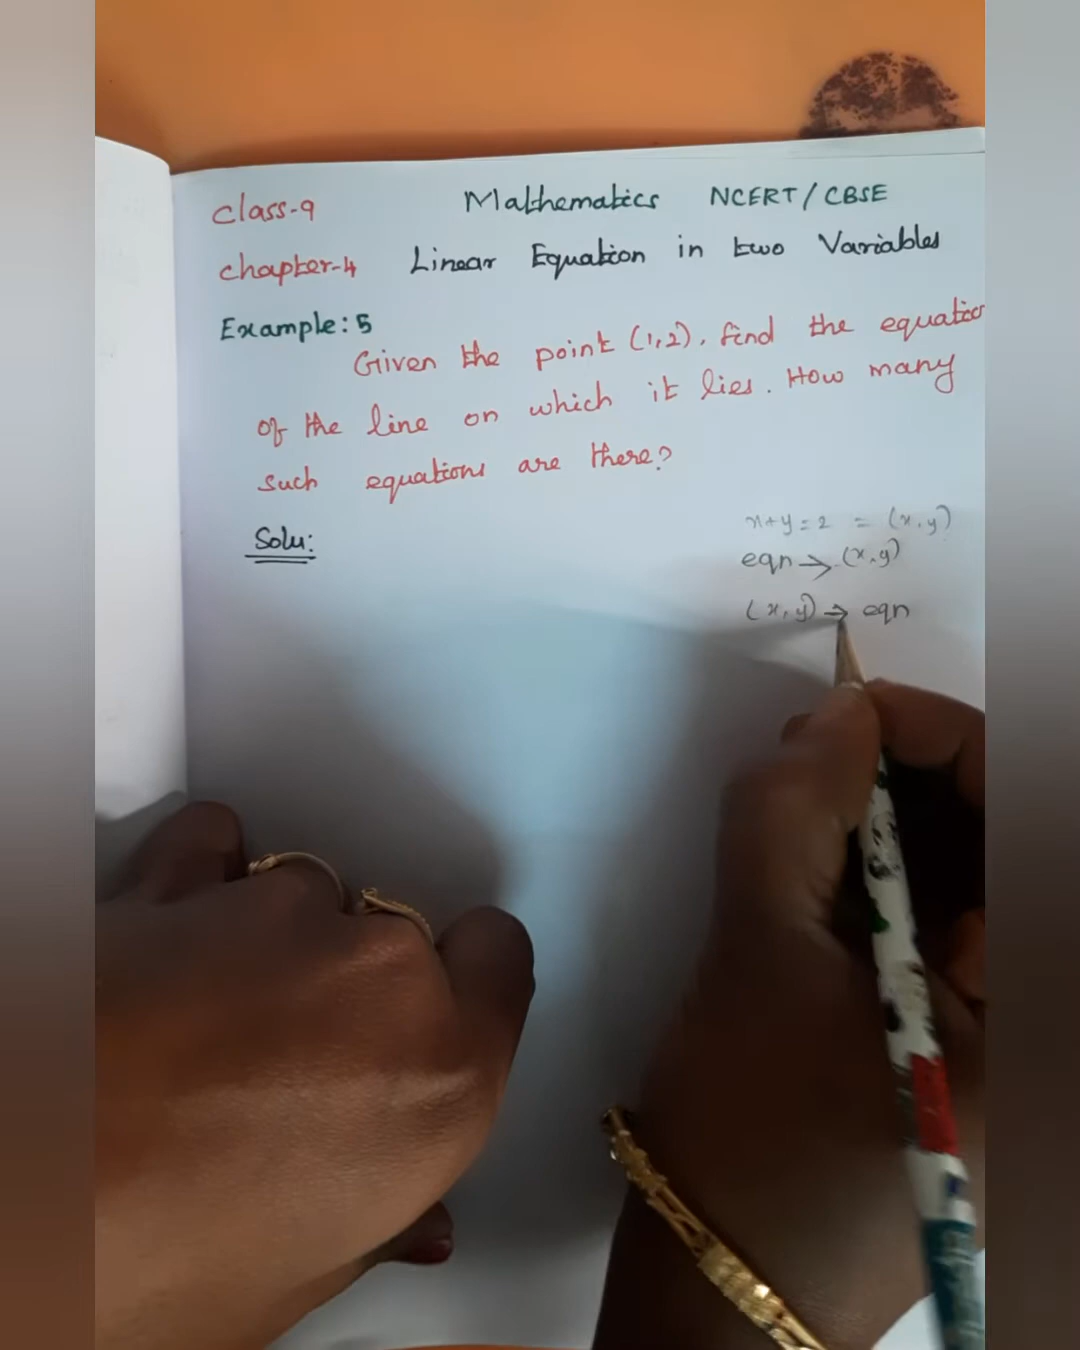 class-9 Mathematics NCERT/CBSE
chapter-4 Linear Equation in two Variables
Example: 5
Given the point (1,2), find the equation
of the line on which it lies. How many
such equations are there?
Solu:
x+y=2 = (x,y)
eqn → (x,y)
(x,y) → eqn